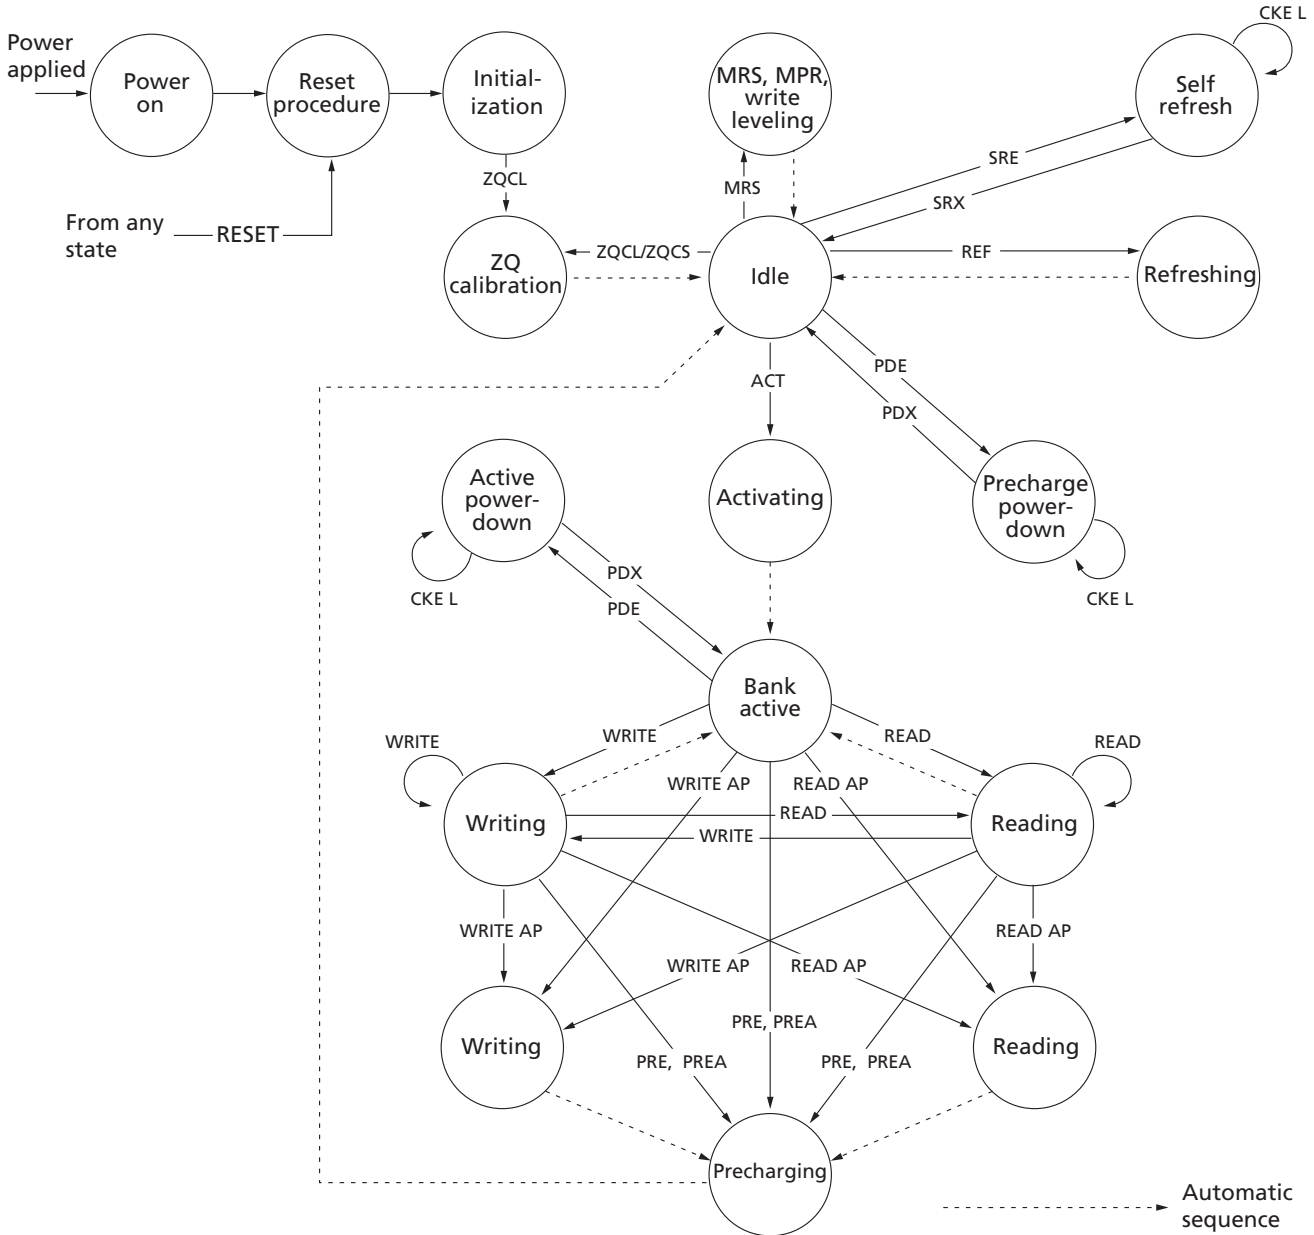 CKE L
Power
applied
Power
on
Reset
procedure
Initial-
ization
MRS, MPR,
write
leveling
Self
refresh
SRE
ZQCL
MRS
SRX
From any
state
RESET
ZQCL/ZQCS
REF
ZQ
calibration
Idle
Refreshing
PDE
ACT
PDX
Active
power-
down
Activating
Precharge
power-
down
PDX
CKE L
PDE
CKE L
Bank
active
WRITE
WRITE
READ
READ
WRITE AP
READ AP
Writing
READ
Reading
WRITE
WRITE AP
READ AP
WRITE AP
READ AP
PRE, PREA
Writing
Reading
PRE, PREA
PRE, PREA
Precharging
Automatic
sequence